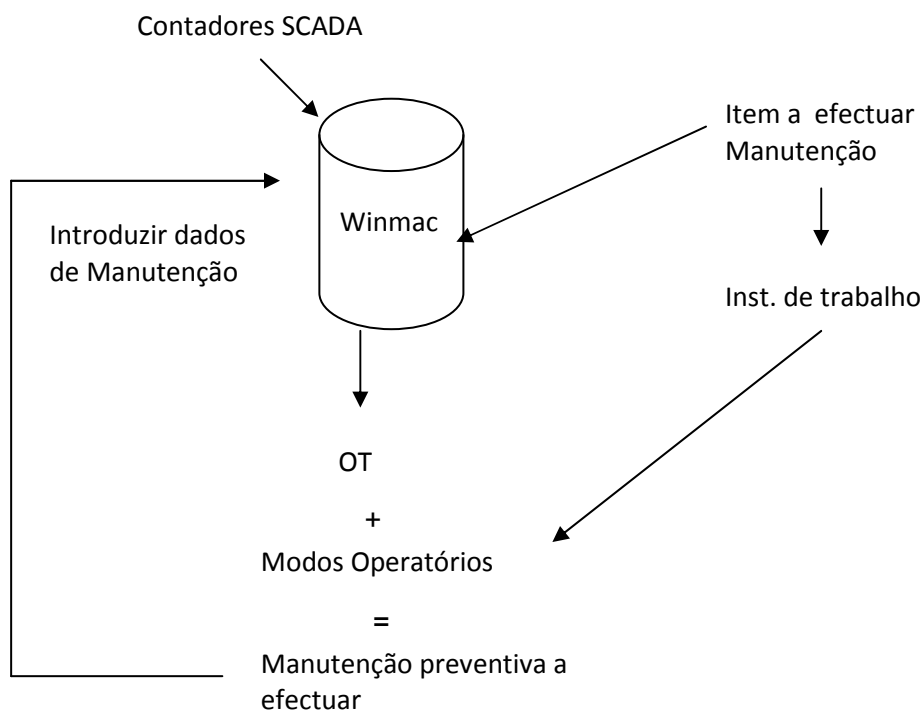 Contadores SCADA
Item a efectuar
Manutenção
Winmac
Introduzir dados
de Manutenção
Inst. de trabalho
OT
+
Modos Operatórios
=
Manutenção preventiva a
efectuar